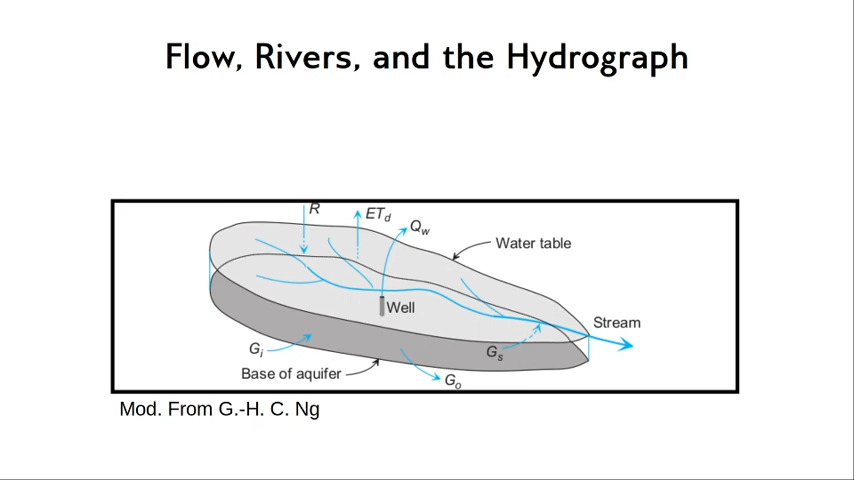 Flow, Rivers, and the Hydrograph
R
ETd
Qw
Water table
Well
Stream
Gi
Gs
Base of aquifer
Go
Mod. From G.-H. C. Ng